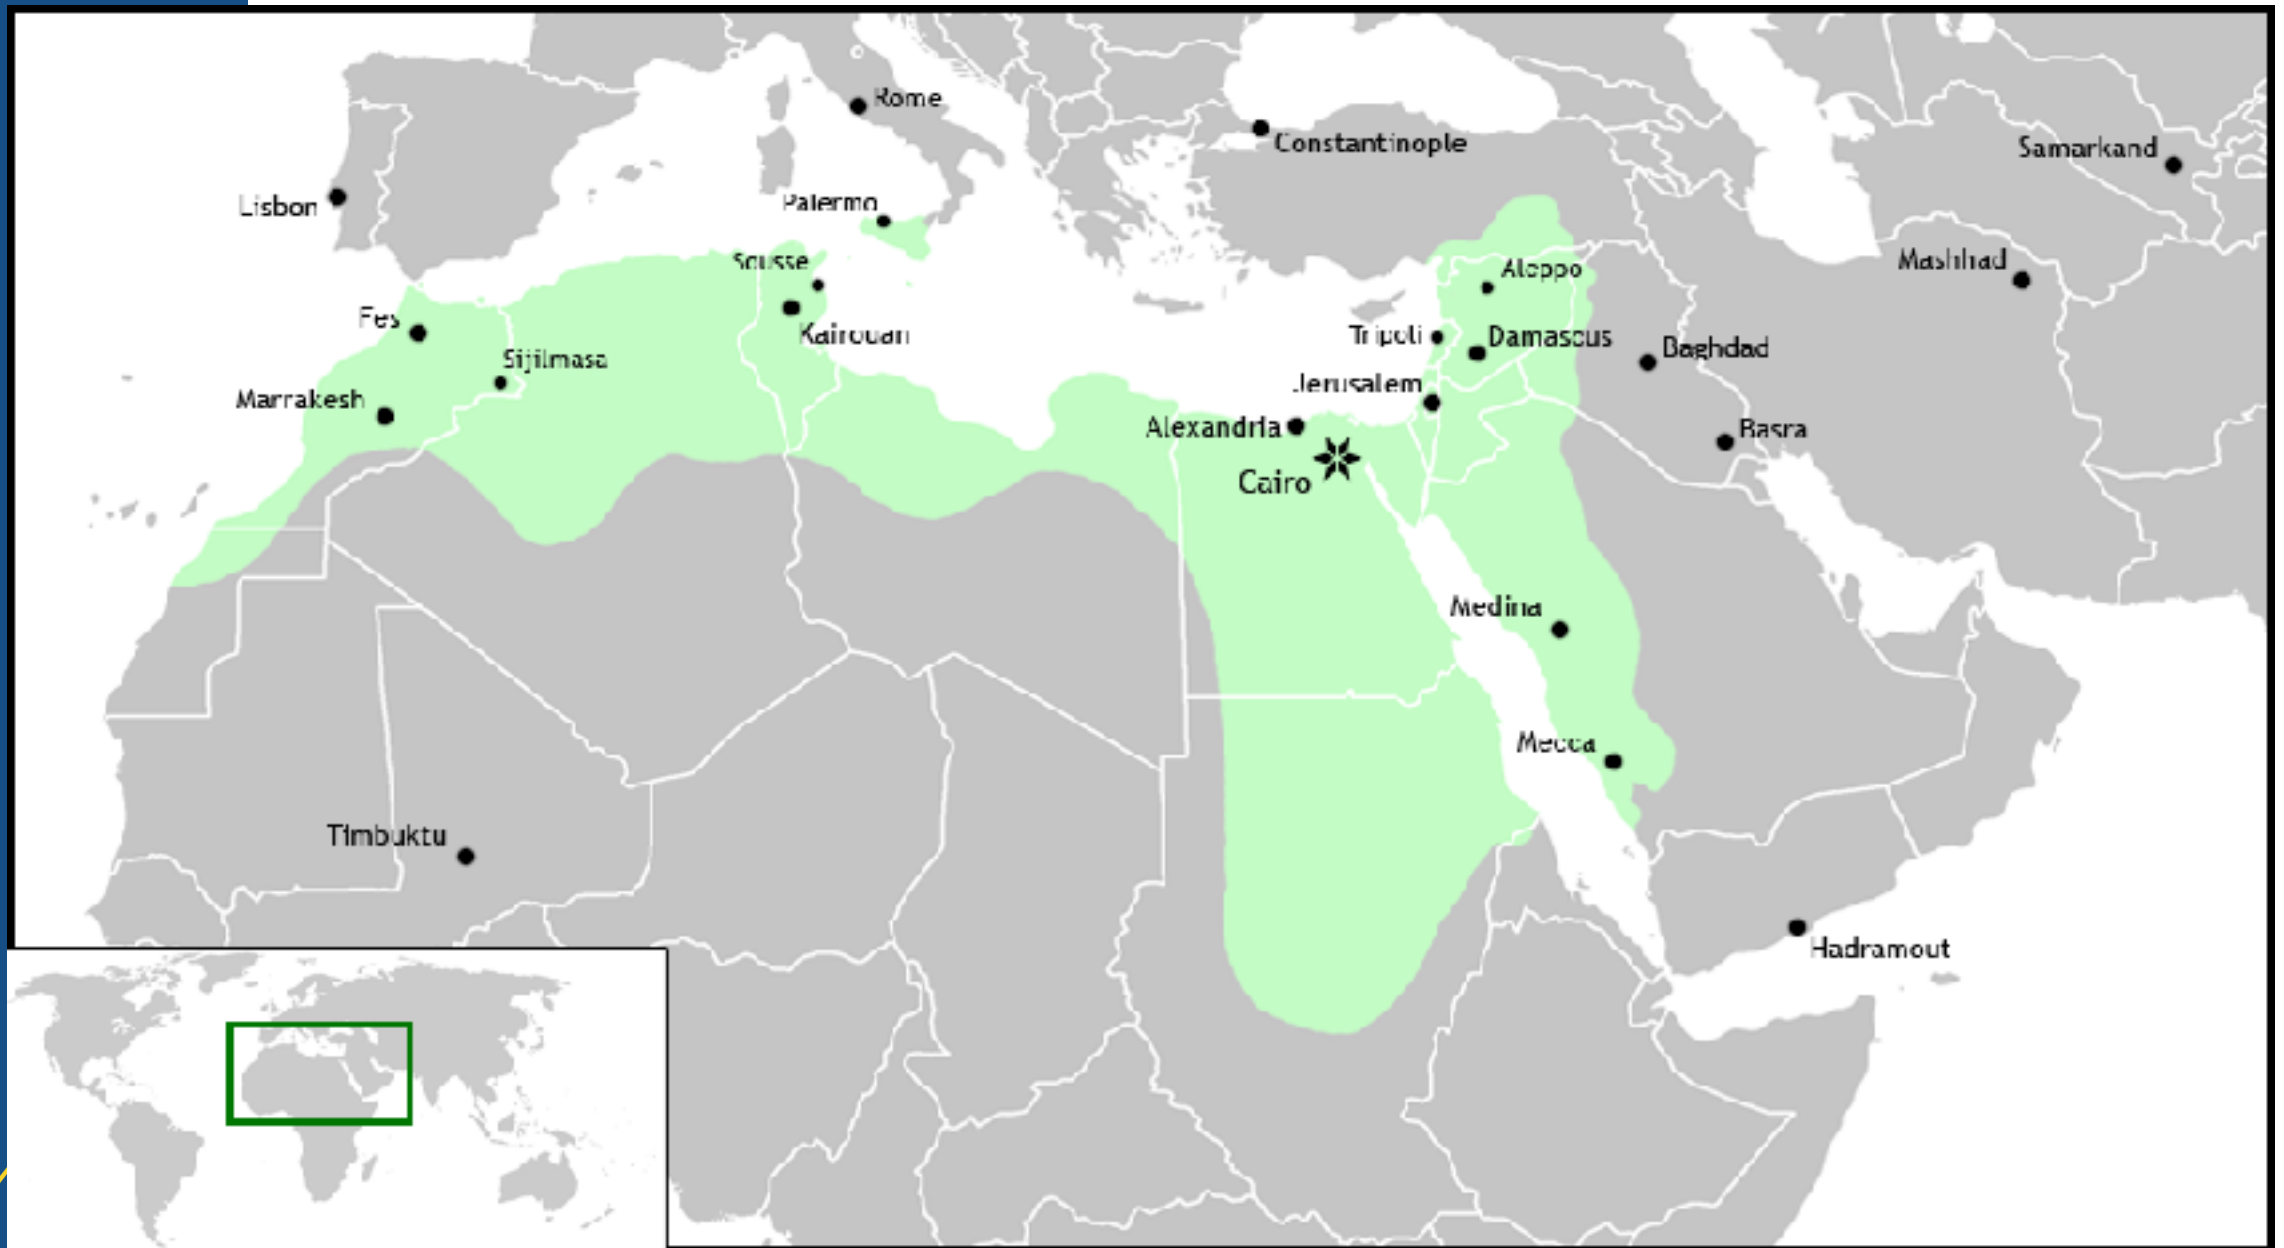 Rome
Constantinople
Samarkand
Lisbon
Palermo
Mashhad
Sousse
Aleppo
Fes
Kairouan
Tripoli
Damascus
Baghdad
Sijilmasa
Jerusalem
Marrakesh
Alexandria
Basra
Cairo
Medina
Mecca
Timbuktu
Hadramout